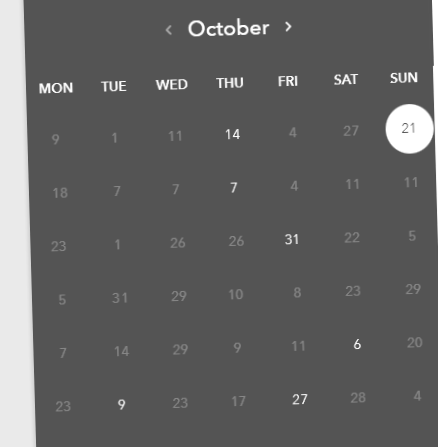 ‹ October ›
MON TUE WED THU FRI SAT SUN
9 1 11 14 4 27 21
18 7 7 7 4 11 11
23 1 26 26 31 22 5
5 31 29 10 8 23 29
7 14 29 9 11 6 20
23 9 23 17 27 28 4